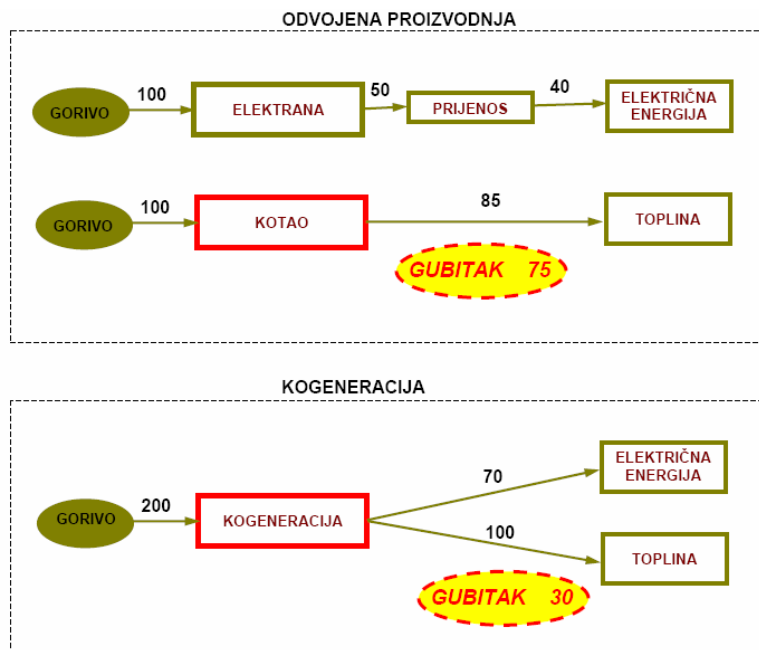 ODVOJENA PROIZVODNJA
GORIVO
100
ELEKTRANA
50
PRIJENOS
40
ELEKTRIČNA
ENERGIJA
GORIVO
100
KOTAO
85
TOPLINA
GUBITAK 75
KOGENERACIJA
GORIVO
200
KOGENERACIJA
70
ELEKTRIČNA
ENERGIJA
100
TOPLINA
GUBITAK 30